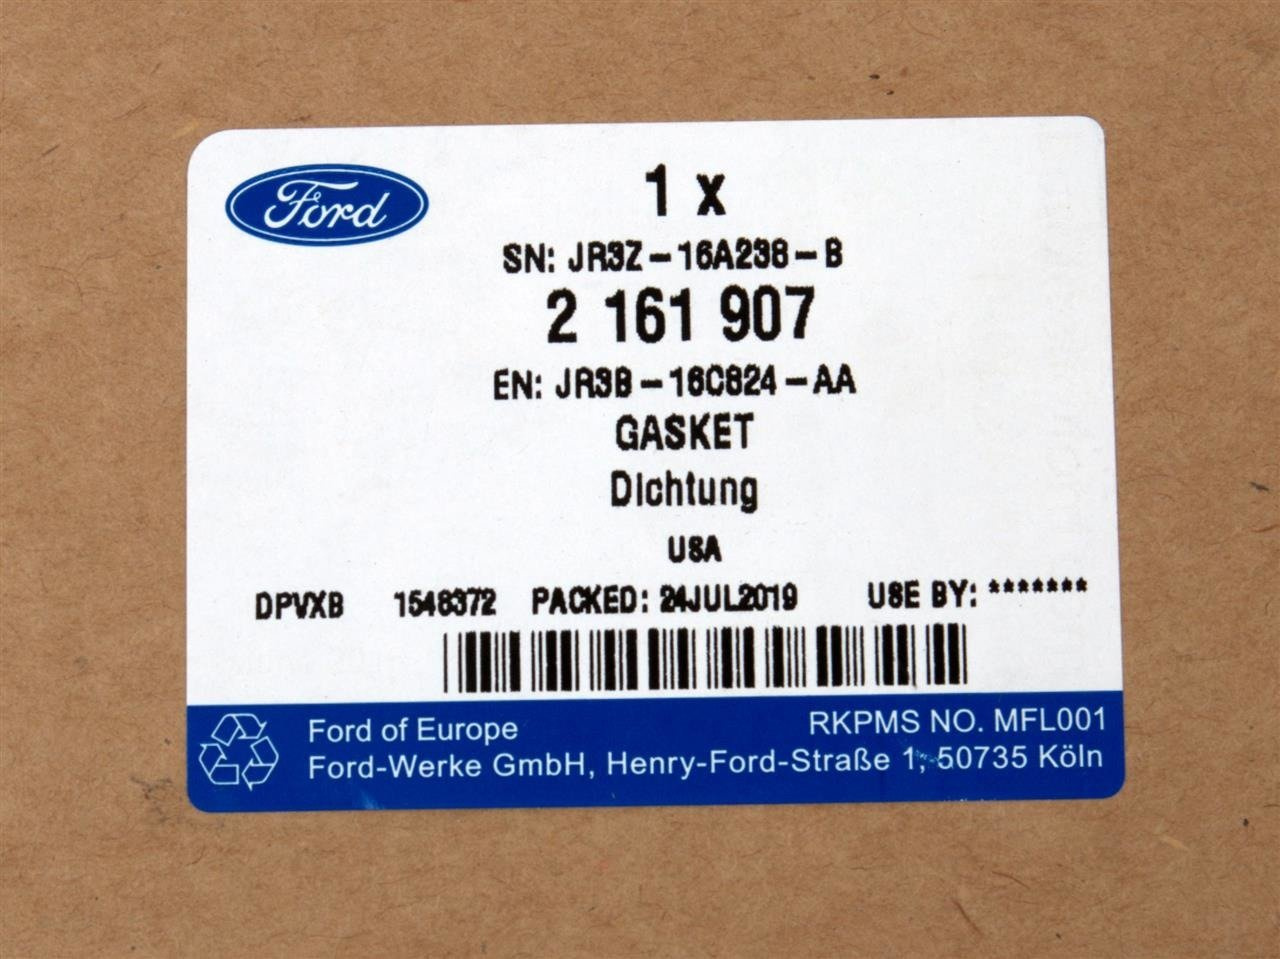 Ford
1 x
SN: JR3Z-16A238-B
2 161 907
EN: JR3B-16C824-AA
GASKET
Dichtung
USA
DPVXB 1548372 PACKED: 24JUL2019 USE BY: *******
Ford of Europe RKPMS NO. MFL001
Ford-Werke GmbH, Henry-Ford-Straße 1, 50735 Köln